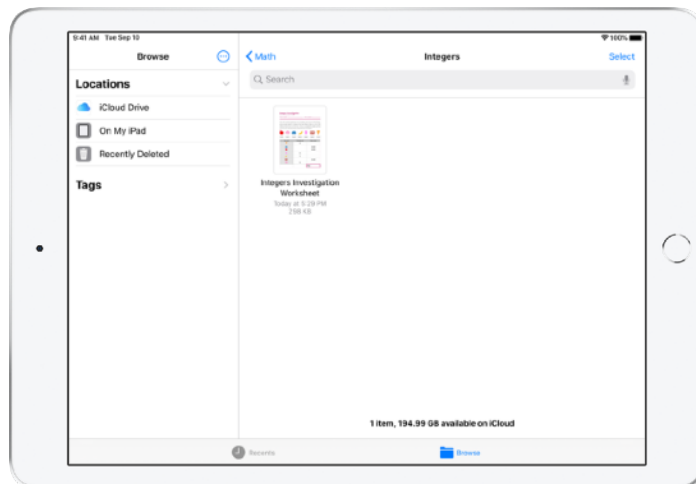 9:41 AM Tue Sep 10
100%
Browse
Math
Integers
Select
Search
Locations
iCloud Drive
On My iPad
Recently Deleted
Tags
Integers Investigation
Worksheet
Today at 5:29 PM
298 KB
1 item, 194.99 GB available on iCloud
Recents
Browse